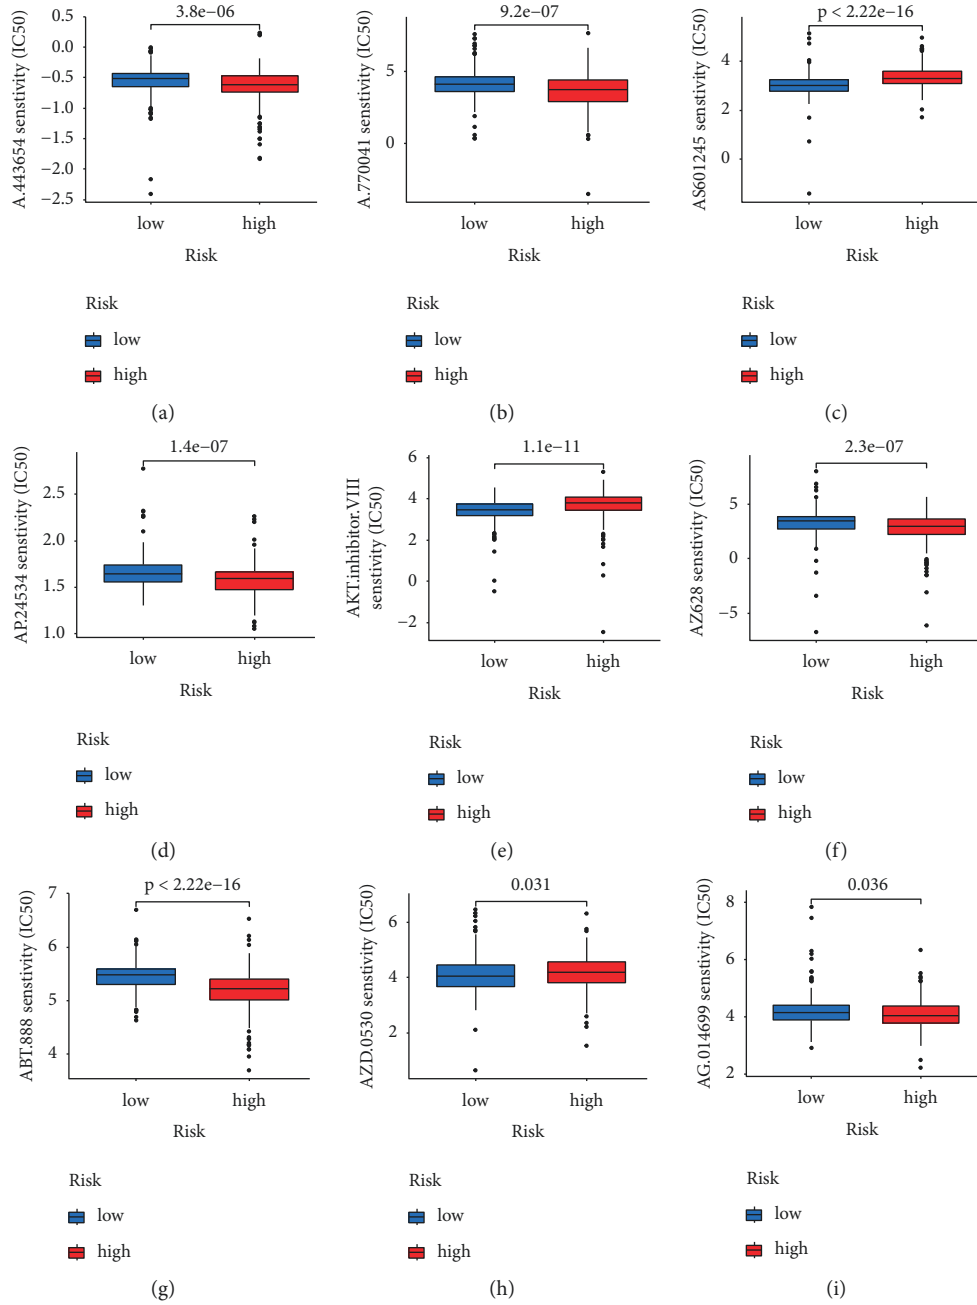 3.8e−06
A.443654 senstivity (IC50)
0.5
0.0
−0.5
−1.0
−1.5
−2.0
−2.5
low high
Risk
Risk
low
high
(a)
9.2e−07
A.770041 senstivity (IC50)
5
0
low high
Risk
Risk
low
high
(b)
p < 2.22e−16
AS601245 senstivity (IC50)
4
2
0
low high
Risk
Risk
low
high
(c)
1.4e−07
AP.24534 senstivity (IC50)
2.5
2.0
1.5
1.0
low high
Risk
Risk
low
high
(d)
1.1e−11
AKT.inhibitor.VIII
senstivity (IC50)
6
4
2
0
−2
low high
Risk
Risk
low
high
(e)
2.3e−07
AZ628 senstivity (IC50)
5
0
−5
low high
Risk
Risk
low
high
(f)
p < 2.22e−16
ABT.888 senstivity (IC50)
7
6
5
4
low high
Risk
Risk
low
high
(g)
0.031
AZD.0530 senstivity (IC50)
6
4
2
low high
Risk
Risk
low
high
(h)
0.036
AG.014699 senstivity (IC50)
8
6
4
2
low high
Risk
Risk
low
high
(i)